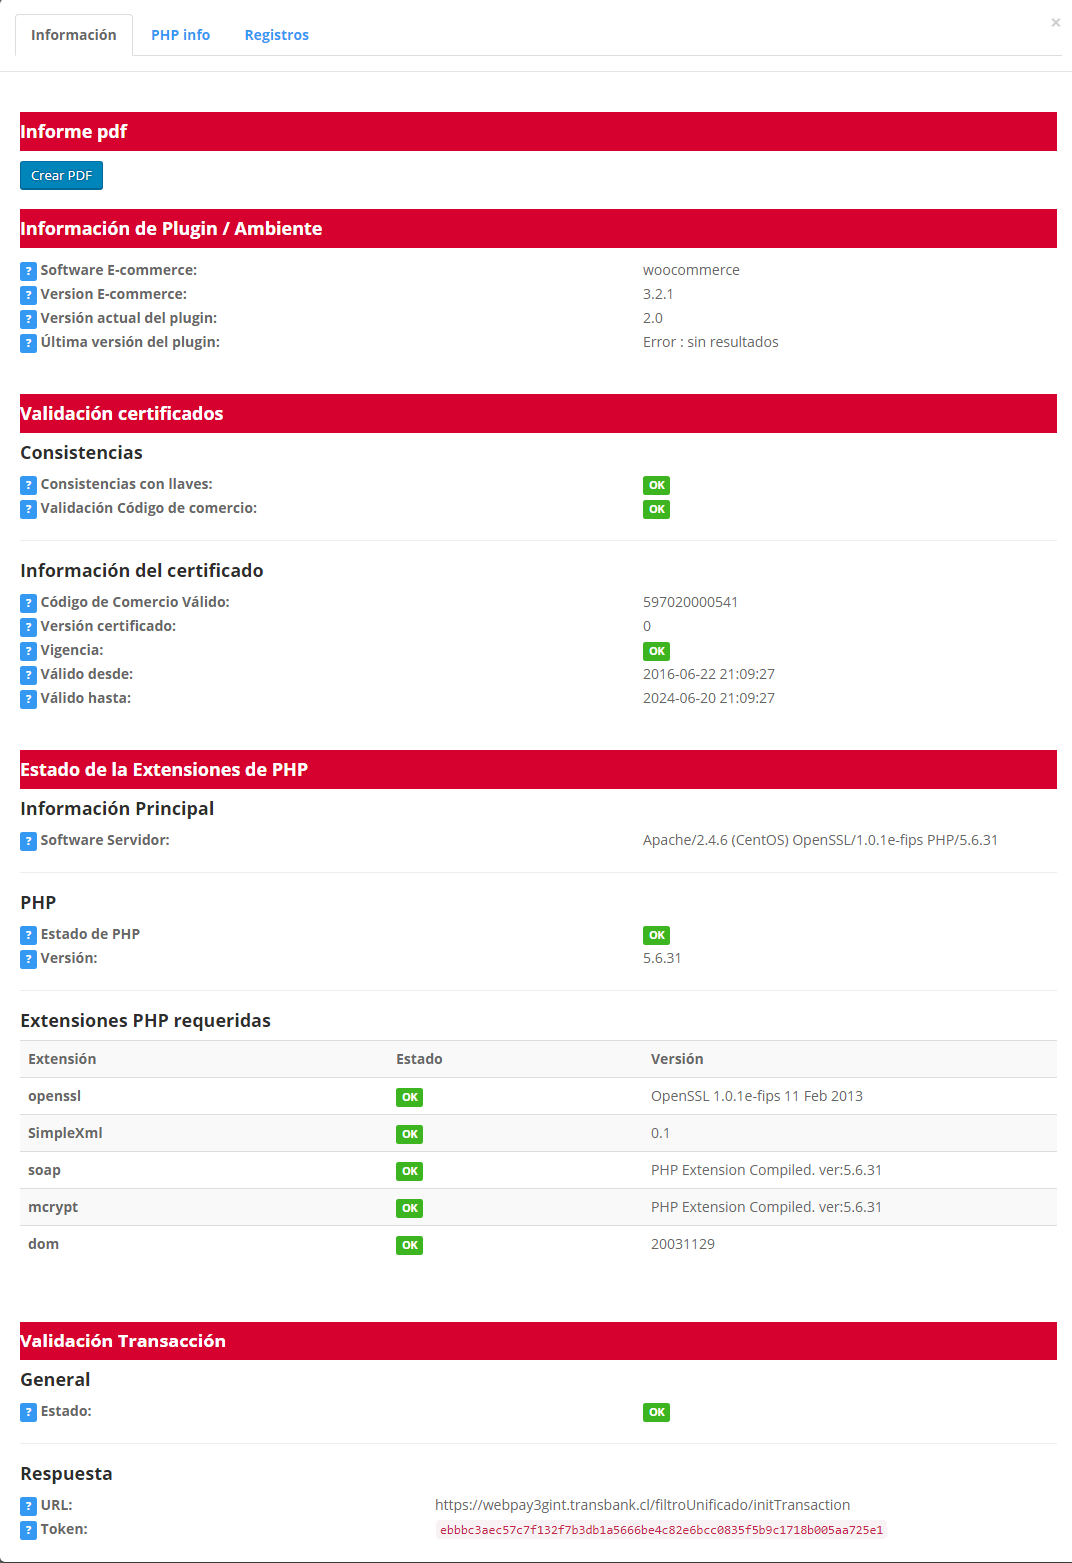 ×
Información PHP info Registros
Informe pdf
Crear PDF
Información de Plugin / Ambiente
? Software E-commerce: woocommerce
? Version E-commerce: 3.2.1
? Versión actual del plugin: 2.0
? Última versión del plugin: Error : sin resultados
Validación certificados
Consistencias
? Consistencias con llaves: OK
? Validación Código de comercio: OK
Información del certificado
? Código de Comercio Válido: 597020000541
? Versión certificado: 0
? Vigencia: OK
? Válido desde: 2016-06-22 21:09:27
? Válido hasta: 2024-06-20 21:09:27
Estado de la Extensiones de PHP
Información Principal
? Software Servidor: Apache/2.4.6 (CentOS) OpenSSL/1.0.1e-fips PHP/5.6.31
PHP
? Estado de PHP OK
? Versión: 5.6.31
Extensiones PHP requeridas
Extensión Estado Versión
openssl OK OpenSSL 1.0.1e-fips 11 Feb 2013
SimpleXml OK 0.1
soap OK PHP Extension Compiled. ver:5.6.31
mcrypt OK PHP Extension Compiled. ver:5.6.31
dom OK 20031129
Validación Transacción
General
? Estado: OK
Respuesta
? URL: https://webpay3gint.transbank.cl/filtroUnificado/initTransaction
? Token: ebbbc3aec57c7f132f7b3db1a5666be4c82e6bcc0835f5b9c1718b005aa725e1